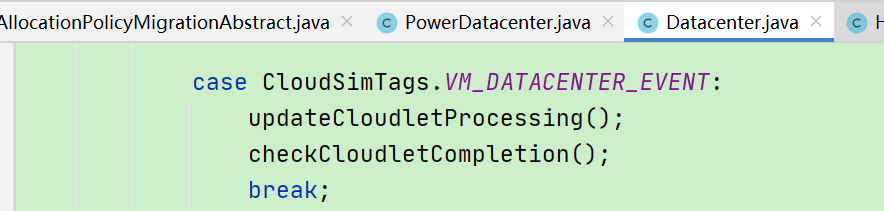 AllocationPolicyMigrationAbstract.java × C PowerDatacenter.java × C Datacenter.java × C H
case CloudSimTags.VM_DATACENTER_EVENT:
updateCloudletProcessing();
checkCloudletCompletion();
break;